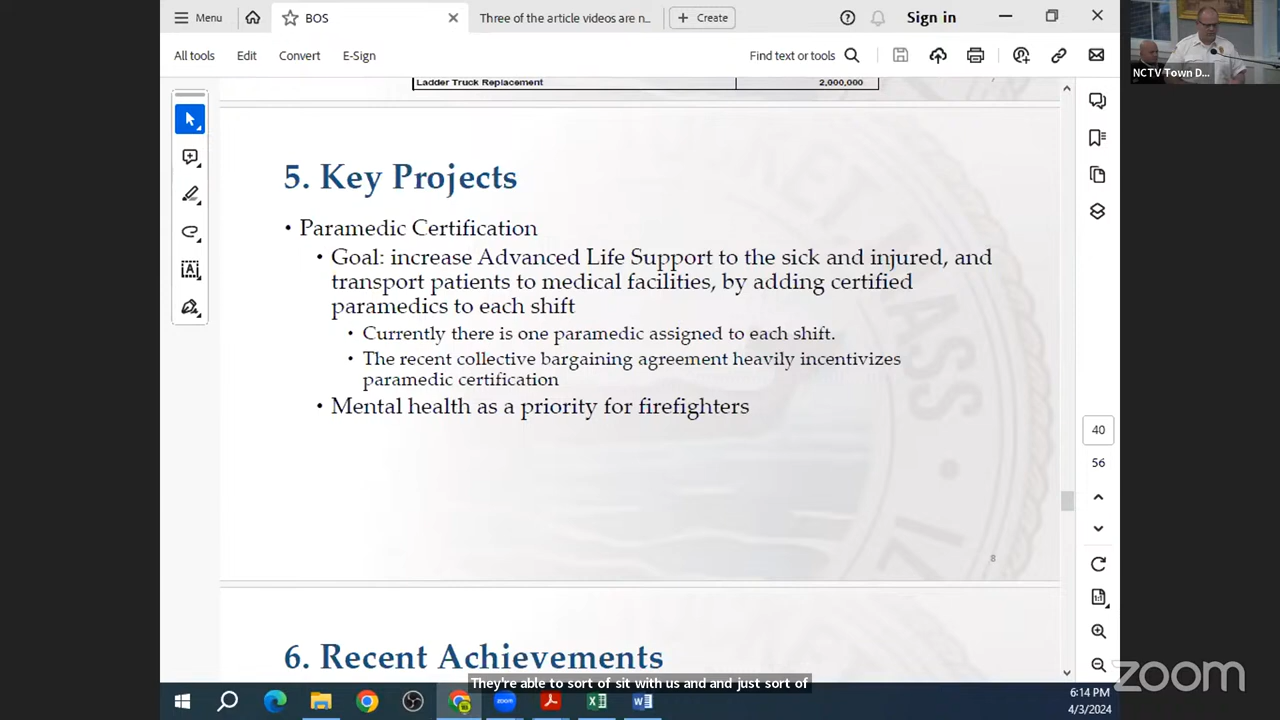 Menu
BOS
Three of the article videos are n...
Create
Sign in
All tools
Edit
Convert
E-Sign
Find text or tools
NCTV Town D...
Ladder Truck Replacement 2,000,000
5. Key Projects
• Paramedic Certification
• Goal: increase Advanced Life Support to the sick and injured, and
transport patients to medical facilities, by adding certified
paramedics to each shift
• Currently there is one paramedic assigned to each shift.
• The recent collective bargaining agreement heavily incentivizes
paramedic certification
• Mental health as a priority for firefighters
8
40
56
6. Recent Achievements
They're able to sort of sit with us and and just sort of
zoom
6:14 PM
4/3/2024